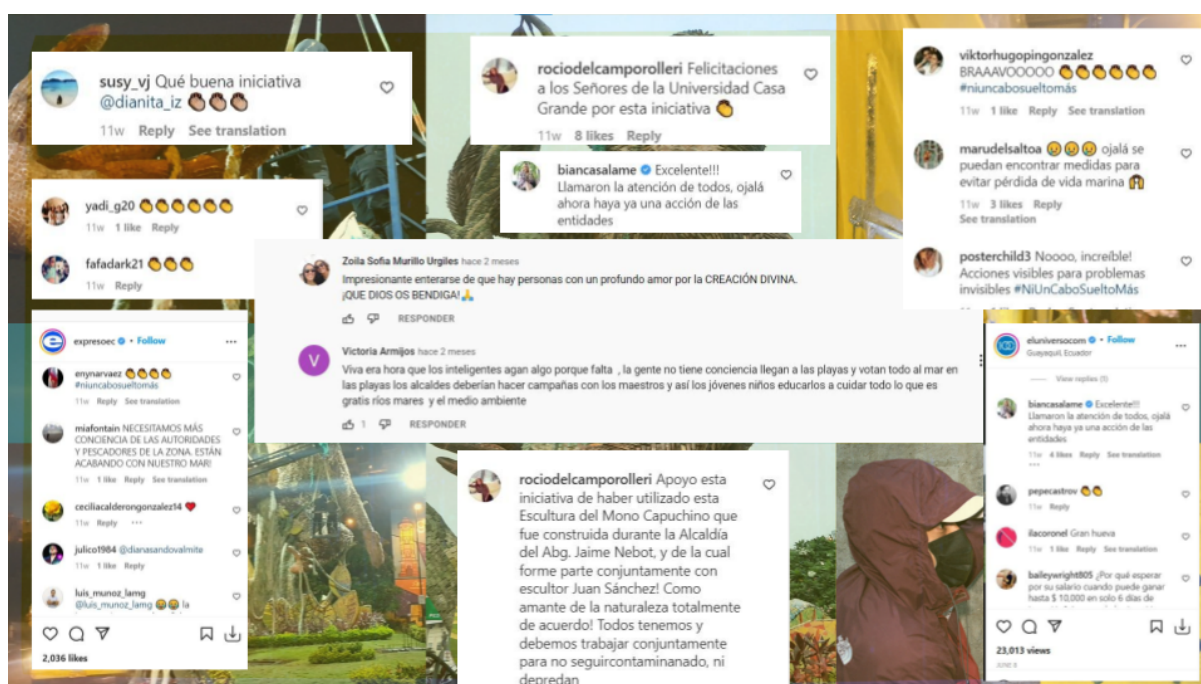 susy_vj Qué buena iniciativa
@dianita_iz 👏👏👏
11w Reply See translation
yadi_g20 👏👏👏👏👏👏
11w 1 like Reply
fafadark21 👏👏👏
11w Reply
rociodelcamporolleri Felicitaciones
a los Señores de la Universidad Casa
Grande por esta iniciativa 👏
11w 8 likes Reply
biancasalame Excelente!!!
Llamaron la atención de todos, ojalá
ahora haya ya una acción de las
entidades
viktorhugopingonzalez
BRAAAVOOOOO 👏👏👏👏👏👏
#niuncabosueltomás
11w 1 like Reply See translation
marudelsaltoa 😢😢😢 ojalá se
puedan encontrar medidas para
evitar pérdida de vida marina 🙌
11w 3 likes Reply
See translation
posterchild3 Noooo, increíble!
Acciones visibles para problemas
invisibles #NiUnCaboSueltoMás
Zoila Sofia Murillo Urgiles hace 2 meses
Impresionante enterarse de que hay personas con un profundo amor por la CREACIÓN DIVINA.
¡QUE DIOS OS BENDIGA!🙏
RESPONDER
V
Victoria Armijos hace 2 meses
Viva era hora que los inteligentes agan algo porque falta , la gente no tiene conciencia llegan a las playas y votan todo al mar en
las playas los alcaldes deberían hacer campañas con los maestros y así los jóvenes niños educarlos a cuidar todo lo que es
gratis ríos mares y el medio ambiente
1 RESPONDER
expresoec • Follow
enynarvaez 👏👏👏👏
#niuncabosueltomás
11w Reply See translation
miafontain NECESITAMOS MÁS
CONCIENCIA DE LAS AUTORIDADES
Y PESCADORES DE LA ZONA. ESTÁN
ACABANDO CON NUESTRO MAR!
11w 1 like Reply See translation
ceciliacalderongonzalez14 ❤️
11w Reply
julico1984 @dianasandovalmite
11w 1 like Reply
luis_munoz_lamg
@luis_munoz_lamg 😂😂 la
2,036 likes
rociodelcamporolleri Apoyo esta
iniciativa de haber utilizado esta
Escultura del Mono Capuchino que
fue construida durante la Alcaldía
del Abg. Jaime Nebot, y de la cual
forme parte conjuntamente con
escultor Juan Sánchez! Como
amante de la naturaleza totalmente
de acuerdo! Todos tenemos y
debemos trabajar conjuntamente
para no seguircontaminanado, ni
depredan
eluniversocom • Follow
Guayaquil, Ecuador
View replies (1)
biancasalame Excelente!!!
Llamaron la atención de todos, ojalá
ahora haya ya una acción de las
entidades
11w 4 likes Reply See translation
pepecastrov 👏👏
11w Reply
ilacoronel Gran hueva
11w 1 like Reply See translation
baileywright805 ¿Por qué esperar
por su salario cuando puede ganar
hasta $ 10,000 en solo 6 días de
23,013 views
JUNE 8